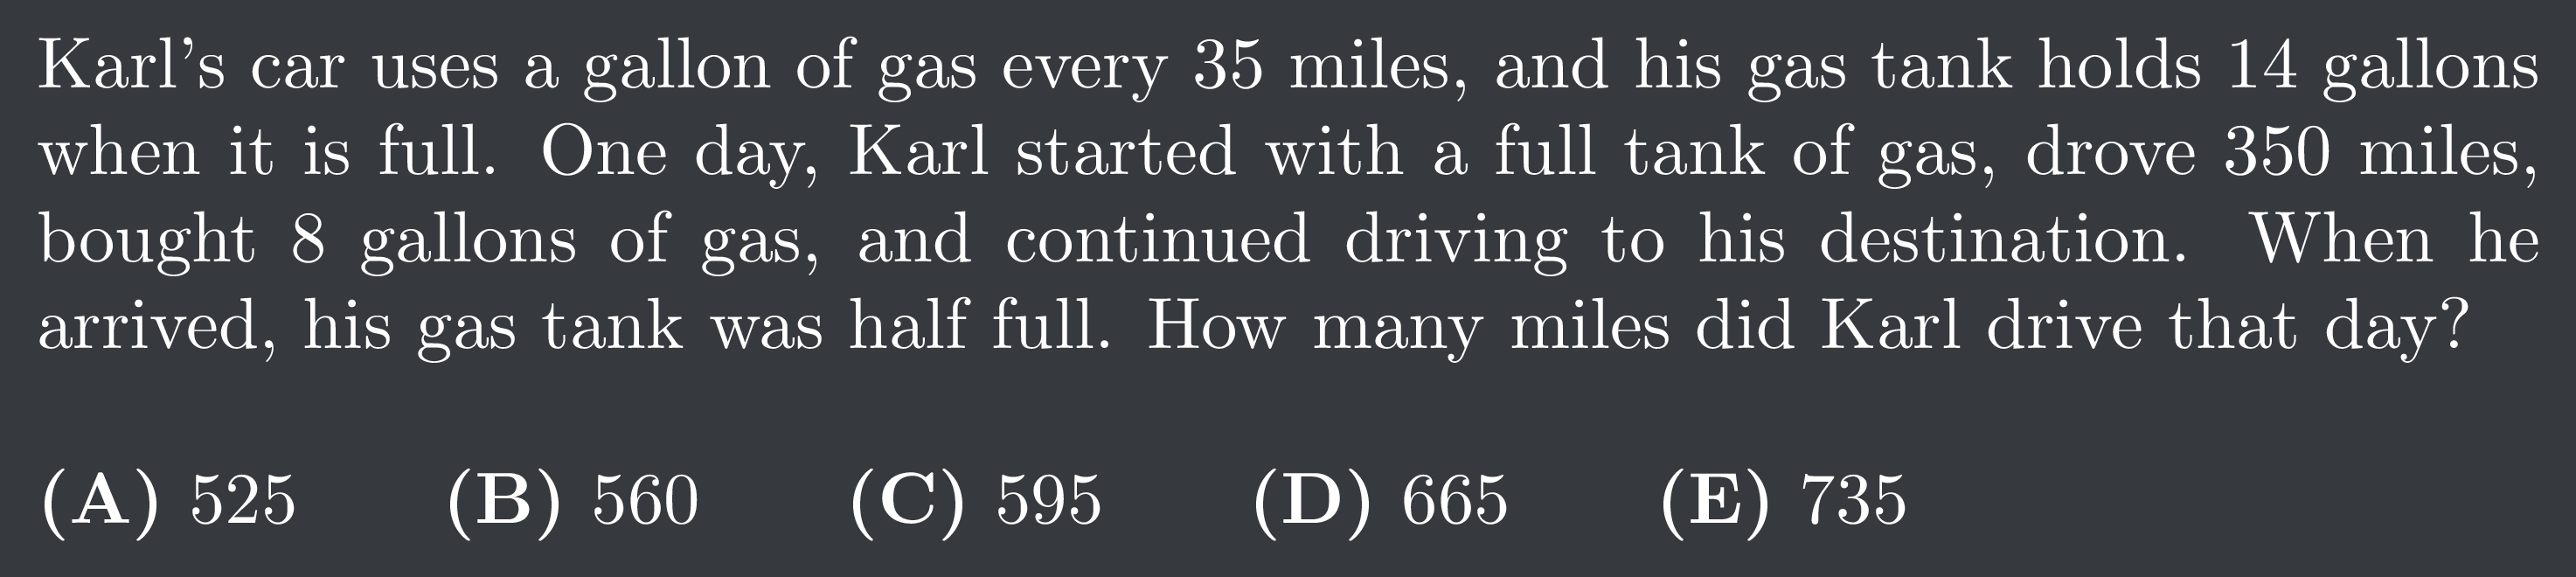 Karl's car uses a gallon of gas every 35 miles, and his gas tank holds 14 gallons
when it is full. One day, Karl started with a full tank of gas, drove 350 miles,
bought 8 gallons of gas, and continued driving to his destination. When he
arrived, his gas tank was half full. How many miles did Karl drive that day?
(A) 525 (B) 560 (C) 595 (D) 665 (E) 735